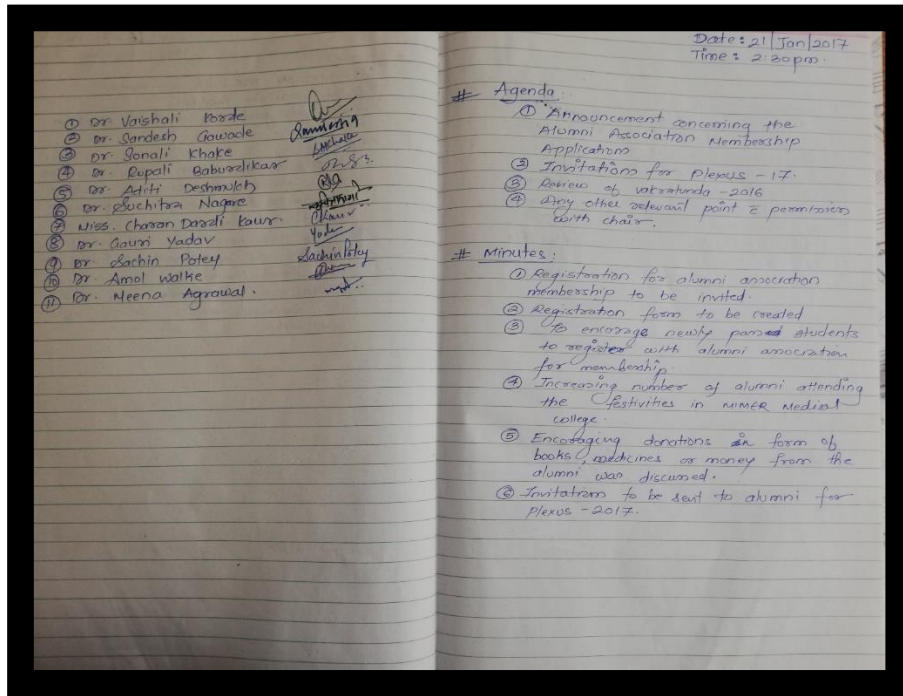 ① Dr. Vaishali Korde
② Dr. Sandesh Gawade
③ Dr. Sonali Khake
④ Dr. Rupali Baburdikar
⑤ Dr. Aditi Deshmukh
⑥ Dr. Suchitra Nagare
⑦ Miss. Charan Dardi Kaur.
⑧ Dr. Gauri Yadav
⑨ Dr. Sachin Potey
Sachin Potey
⑩ Dr. Amol Walke
⑪ Dr. Meena Agrawal.
Date: 21/Jan/2017
Time: 2:30pm.
# Agenda:
① Announcement concerning the
Alumni Association Membership
Application
② Invitations for Plexus - 17.
③ Review of vakratunda - 2016
④ Any other relevant point c̄ permission
with chair.
# Minutes:
① Registration for alumni association
membership to be invited.
② Registration form to be created
③ To encorage newly passed students
to register with alumni association
for membership.
④ Increasing number of alumni attending
the festivities in MIMER Medical
college.
⑤ Encoraging donations in form of
books, medicines or money from the
alumni was discussed.
⑥ Invitations to be sent to alumni for
Plexus - 2017.